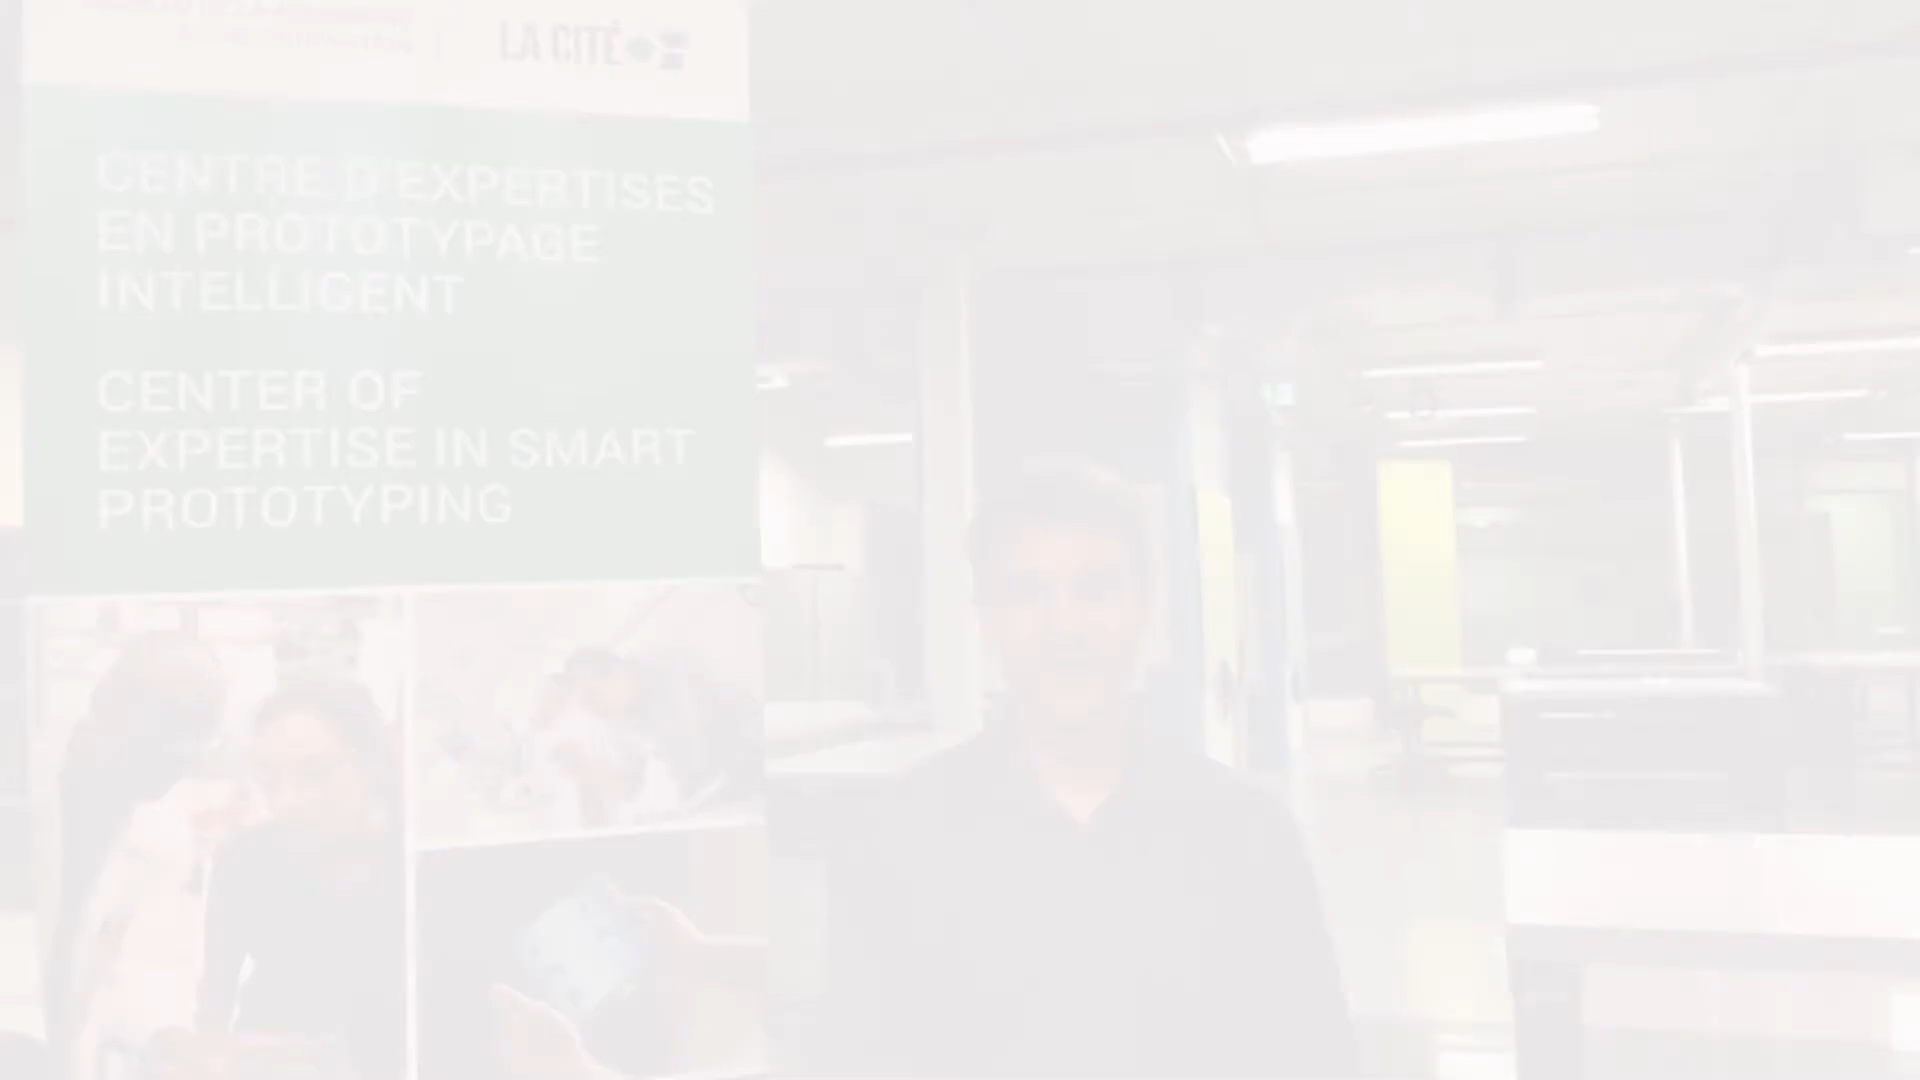 LA CITÉ
CENTRE D'EXPERTISES
EN PROTOTYPAGE
INTELLIGENT
CENTER OF
EXPERTISE IN SMART
PROTOTYPING